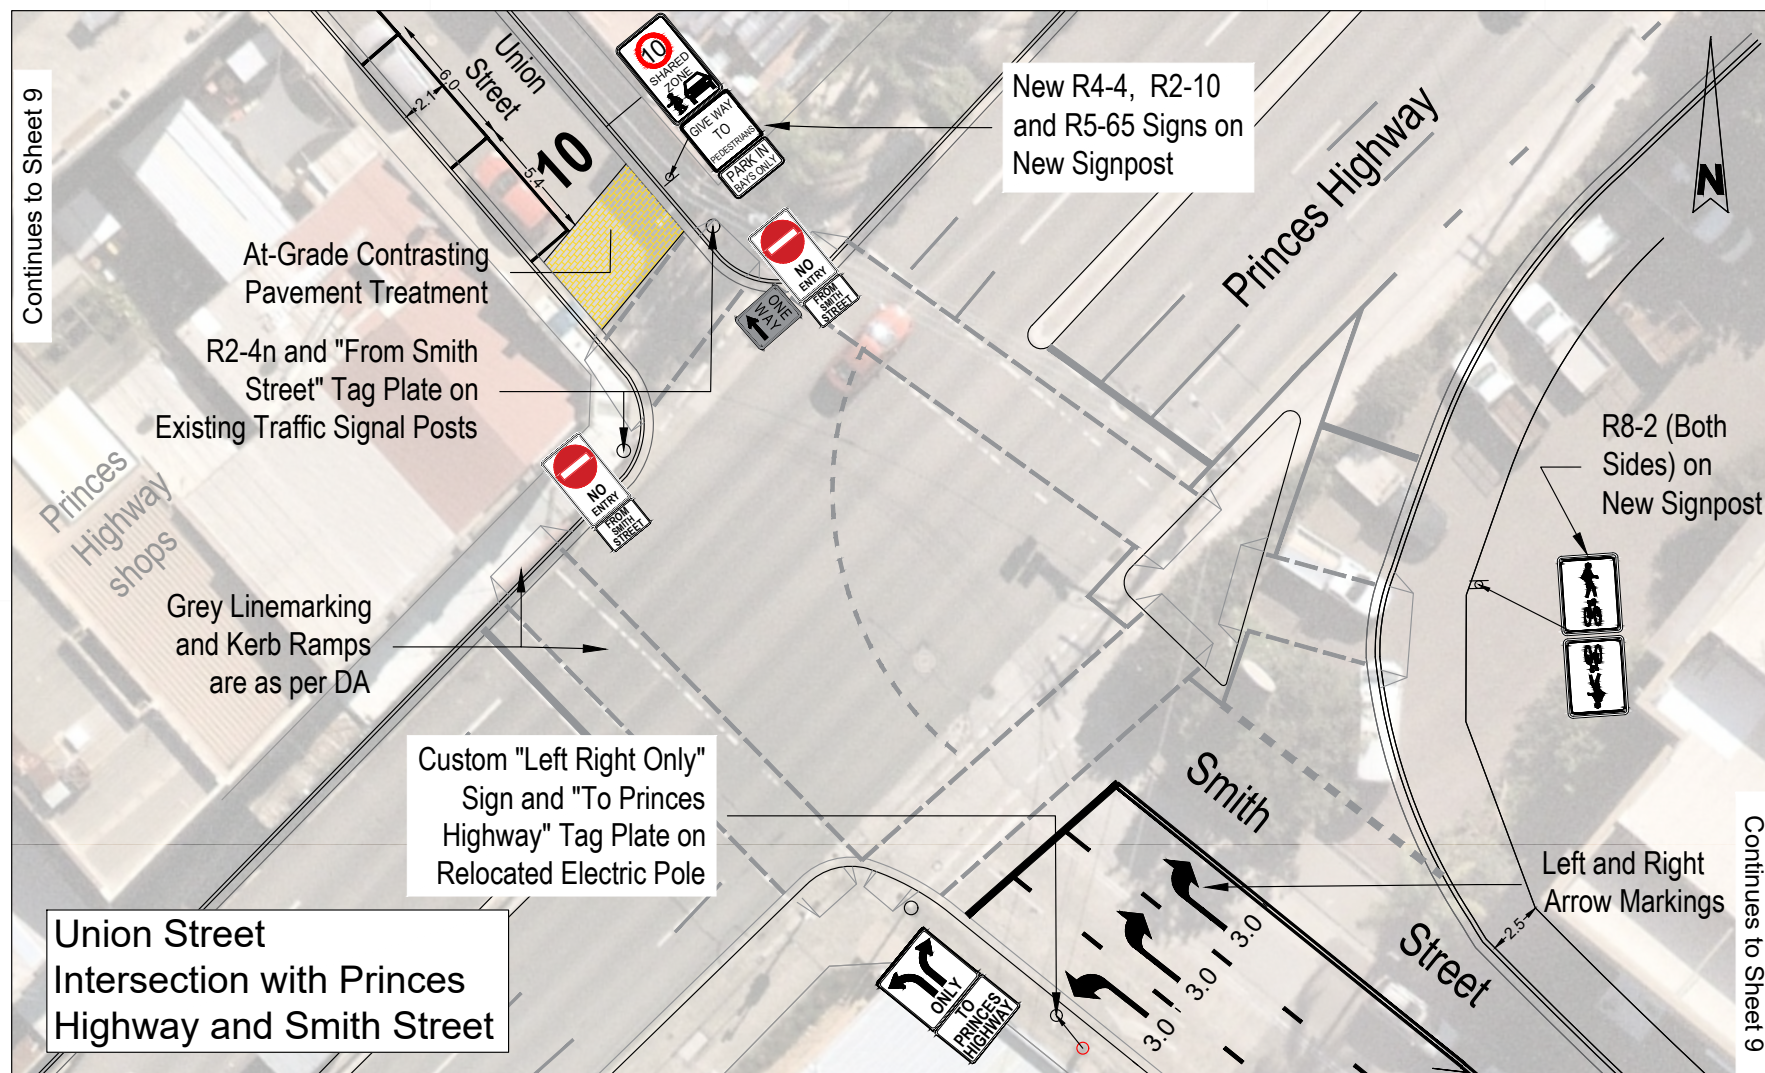 Continues to Sheet 9
6.0
2.1
5.4
Union
Street
10
10
SHARED
ZONE
GIVE WAY
TO
PEDESTRIANS
PARK IN
BAYS ONLY
New R4-4, R2-10
and R5-65 Signs on
New Signpost
Princes Highway
N
At-Grade Contrasting
Pavement Treatment
NO
ENTRY
FROM
SMITH
STREET
ONE
WAY
R2-4n and "From Smith
Street" Tag Plate on
Existing Traffic Signal Posts
NO
ENTRY
FROM
SMITH
STREET
Princes
Highway
shops
R8-2 (Both
Sides) on
New Signpost
Grey Linemarking
and Kerb Ramps
are as per DA
Custom "Left Right Only"
Sign and "To Princes
Highway" Tag Plate on
Relocated Electric Pole
Smith
Street
Left and Right
Arrow Markings
2.5
3.0
3.0
3.0
ONLY
TO
PRINCES
HIGHWAY
Union Street
Intersection with Princes
Highway and Smith Street
Continues to Sheet 9